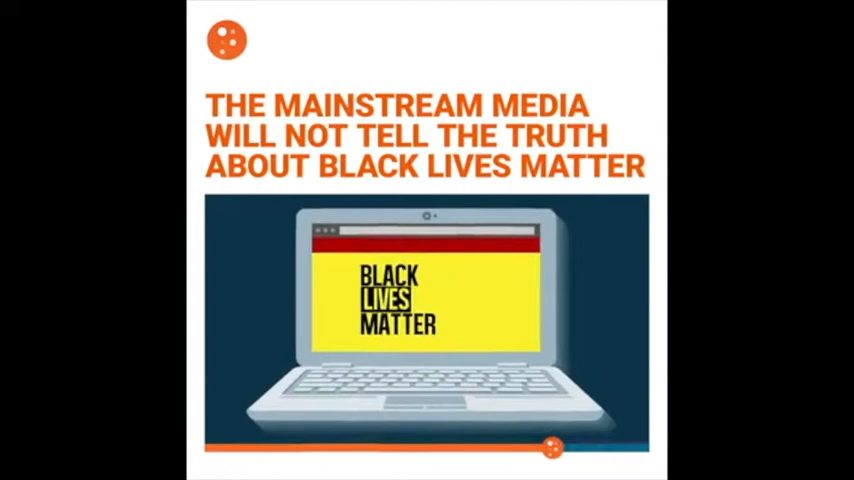 THE MAINSTREAM MEDIA
WILL NOT TELL THE TRUTH
ABOUT BLACK LIVES MATTER
BLACK
LIVES
MATTER